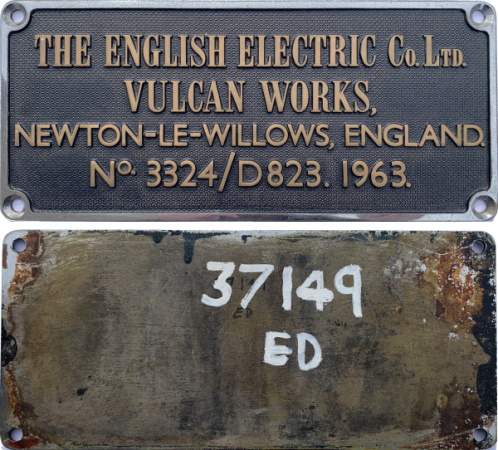 THE ENGLISH ELECTRIC Co. LTD.
VULCAN WORKS,
NEWTON-LE-WILLOWS, ENGLAND.
No. 3324/D823. 1963.
37149
ED